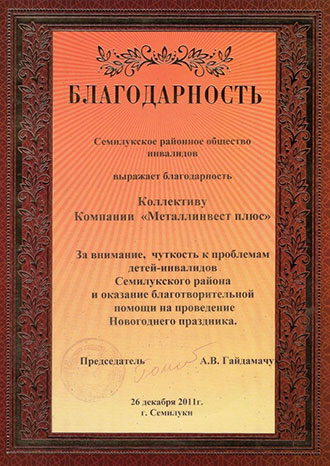 БЛАГОДАРНОСТЬ
Семилукское районное общество
инвалидов
выражает благодарность
Коллективу
Компании «Металлинвест плюс»
За внимание, чуткость к проблемам
детей-инвалидов
Семилукского района
и оказание благотворительной
помощи на проведение
Новогоднего праздника.
Председатель А.В. Гайдамачу
26 декабря 2011г.
г. Семилуки